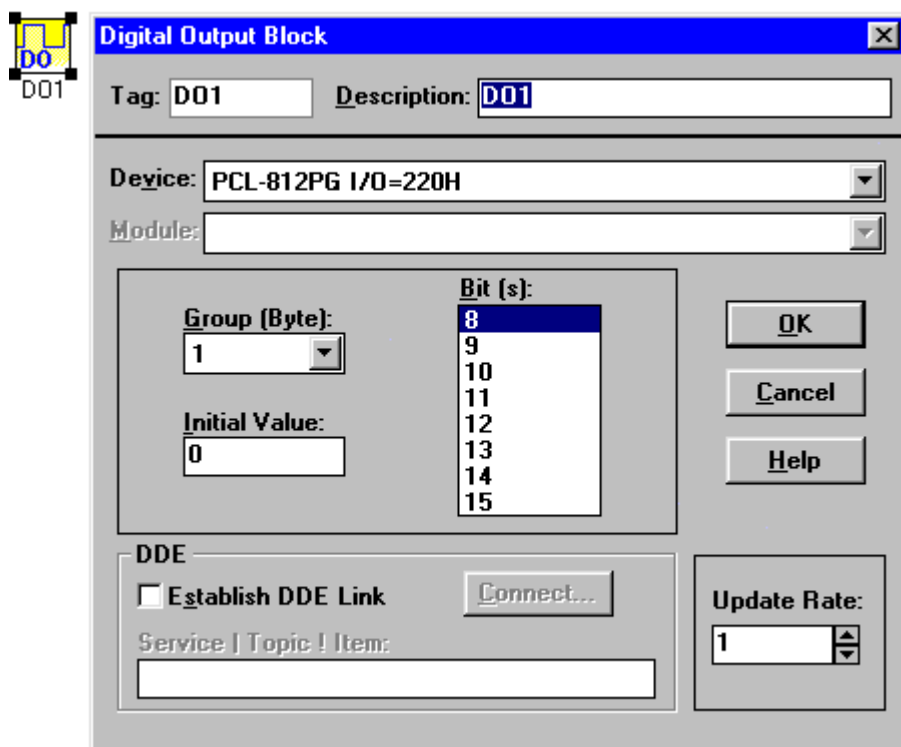 DO
DO1
Digital Output Block
Tag: DO1 Description: DO1
Device: PCL-812PG I/O=220H
Module:
Group (Byte):
1
Initial Value:
0
Bit (s):
8
9
10
11
12
13
14
15
OK
Cancel
Help
DDE
Establish DDE Link Connect...
Service | Topic ! Item:
Update Rate:
1